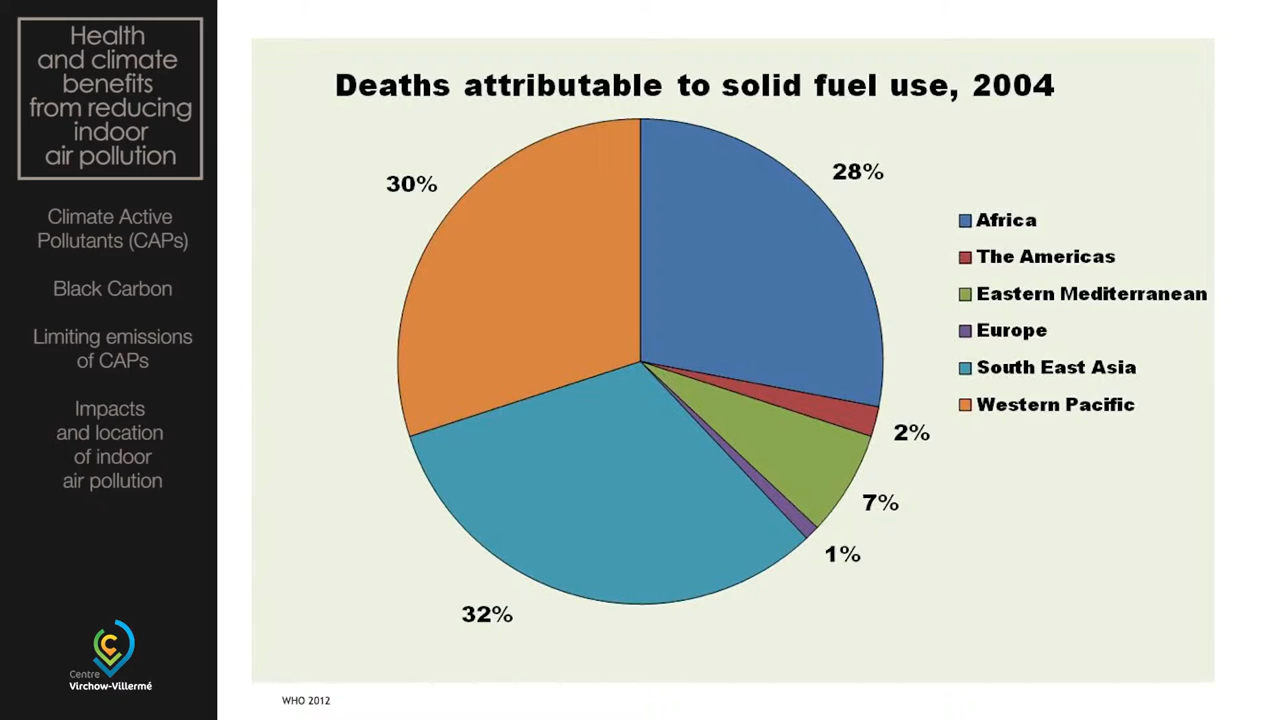 Health
and climate
benefits
from reducing
indoor
air pollution
Climate Active
Pollutants (CAPs)
Black Carbon
Limiting emissions
of CAPs
Impacts
and location
of indoor
air pollution
Centre
Virchow-Villermé
Deaths attributable to solid fuel use, 2004
30%
28%
2%
7%
1%
32%
Africa
The Americas
Eastern Mediterranean
Europe
South East Asia
Western Pacific
WHO 2012